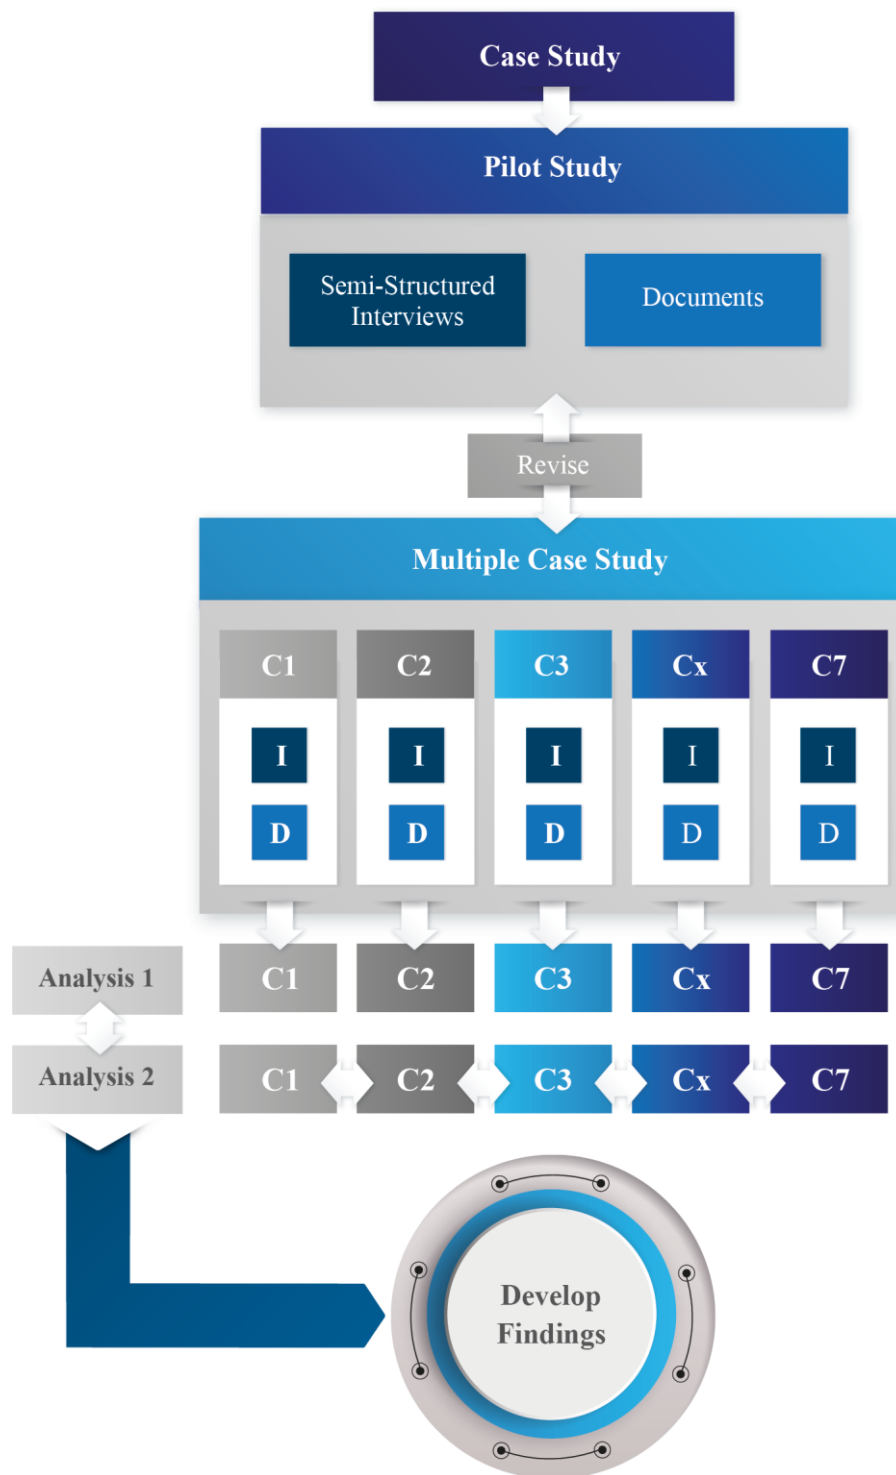 Case Study
Pilot Study
Semi-Structured
Interviews
Documents
Revise
Multiple Case Study
C1 C2 C3 Cx C7
I I I I I
D D D D D
Analysis 1 C1 C2 C3 Cx C7
Analysis 2 C1 C2 C3 Cx C7
Develop
Findings